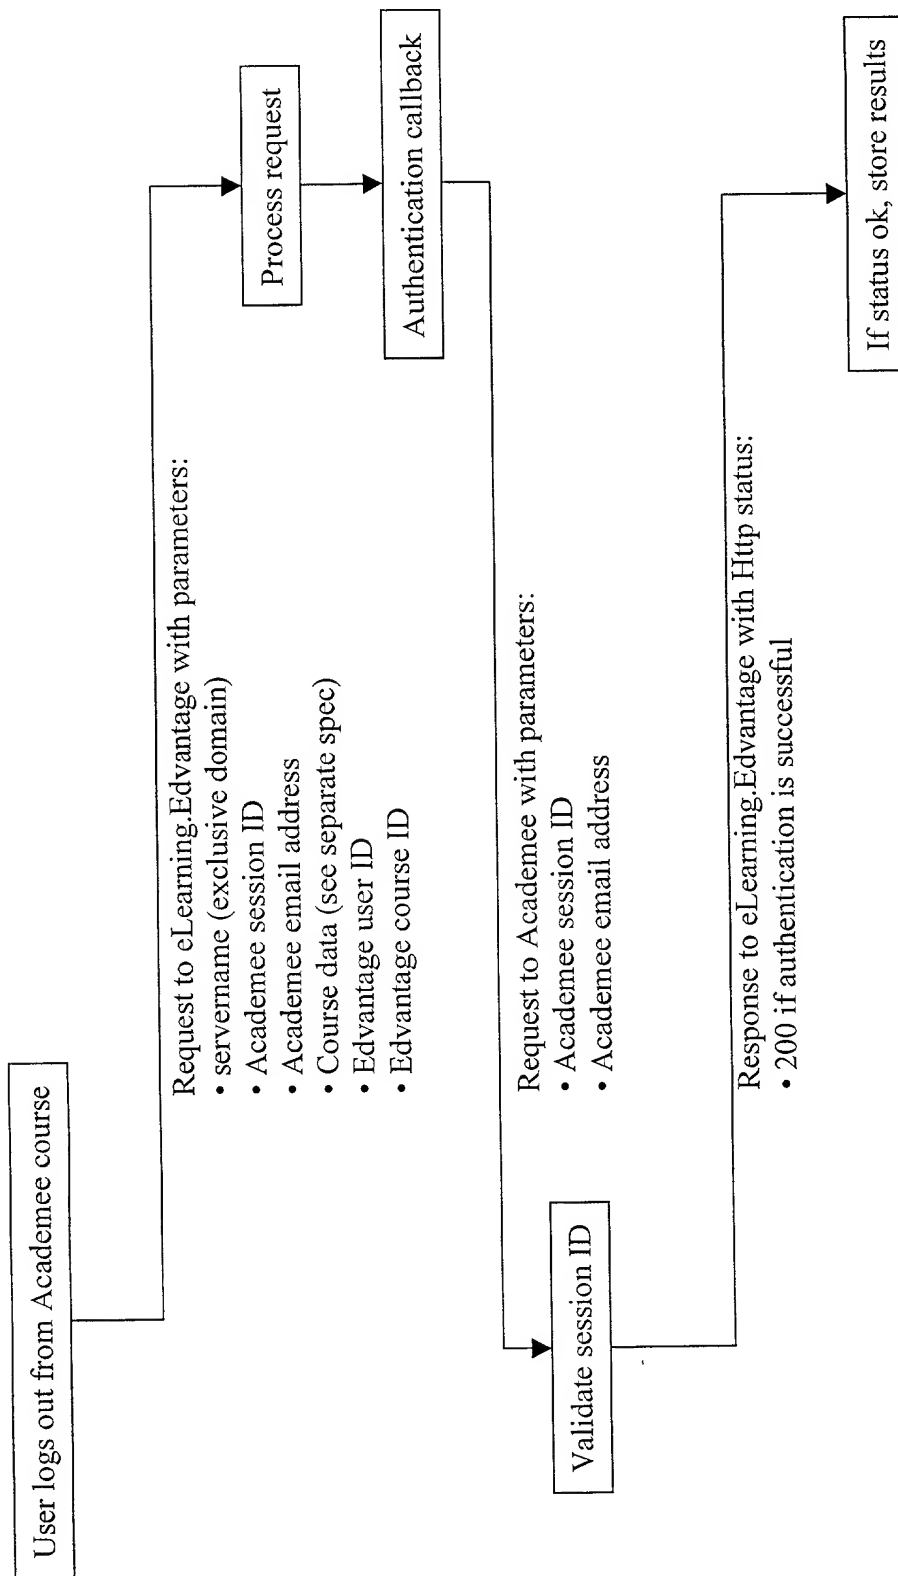 User logs out from Academee course
Request to eLearning.Edvantage with parameters:
• servername (exclusive domain)
• Academee session ID
• Academee email address
• Course data (see separate spec)
• Edvantage user ID
• Edvantage course ID
Process request
Authentication callback
Request to Academee with parameters:
• Academee session ID
• Academee email address
Validate session ID
Response to eLearning.Edvantage with Http status:
• 200 if authentication is successful
If status ok, store results